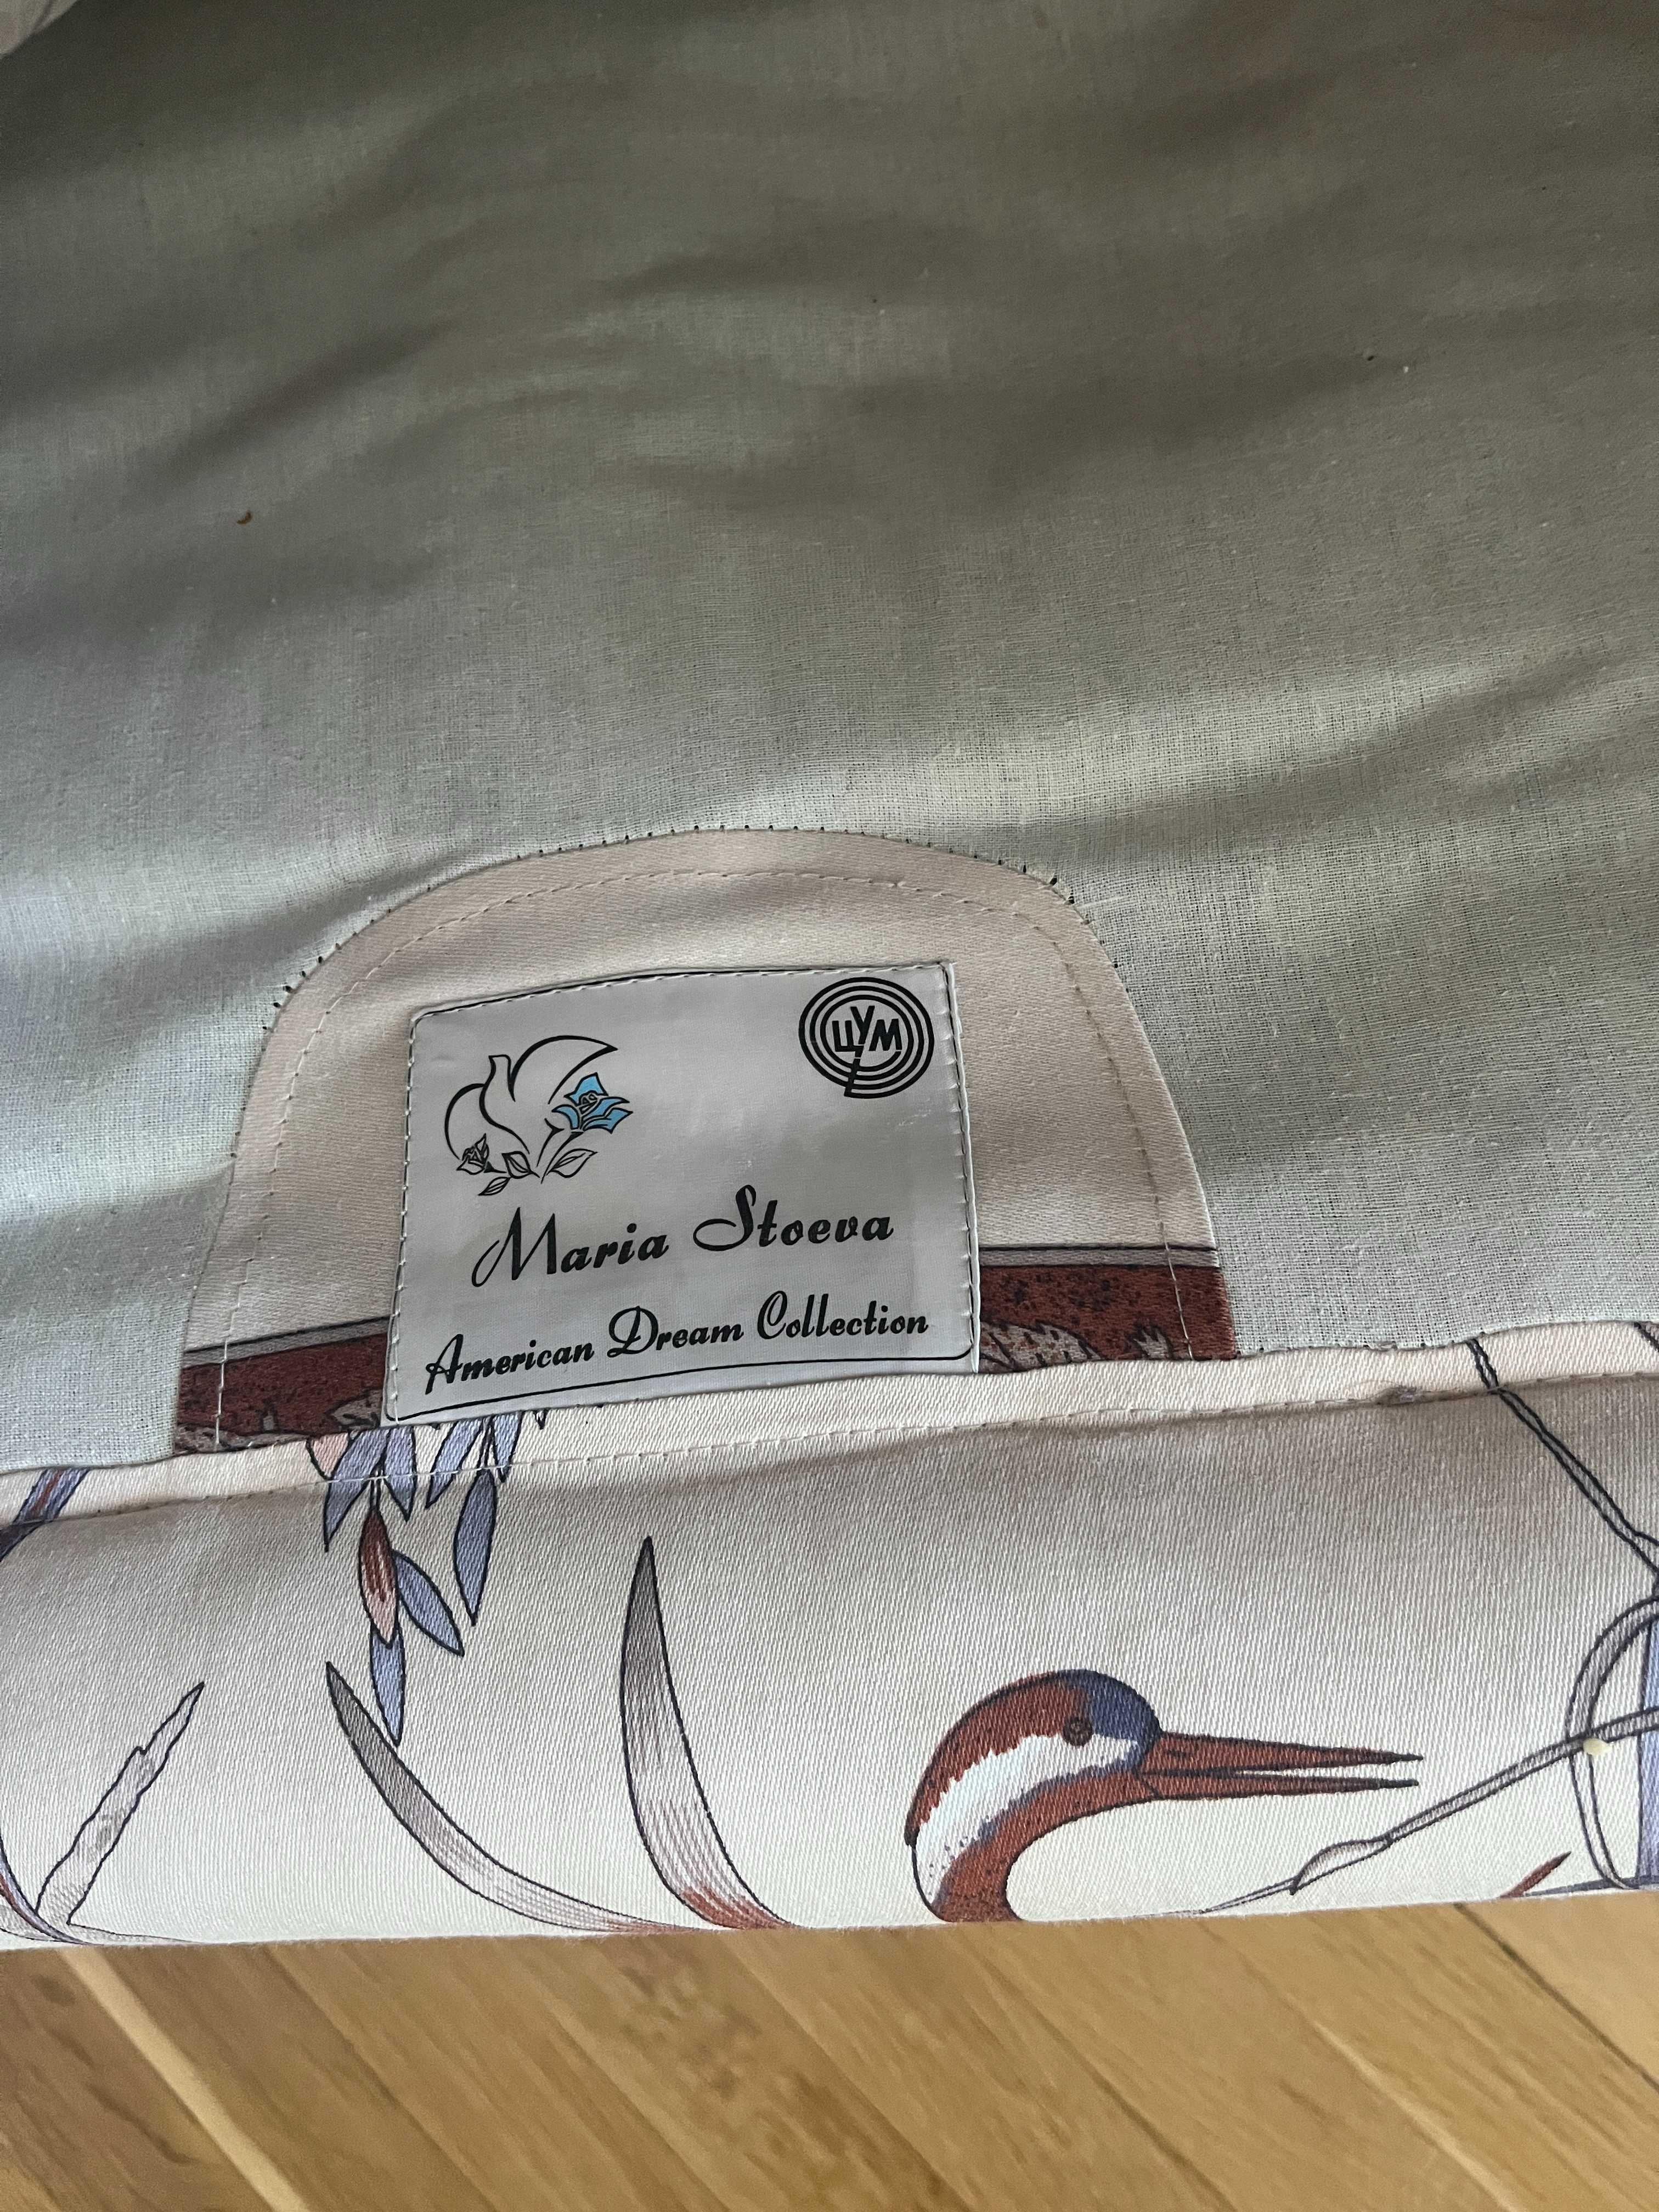 ЦУМ
Maria Stoeva
American Dream Collection